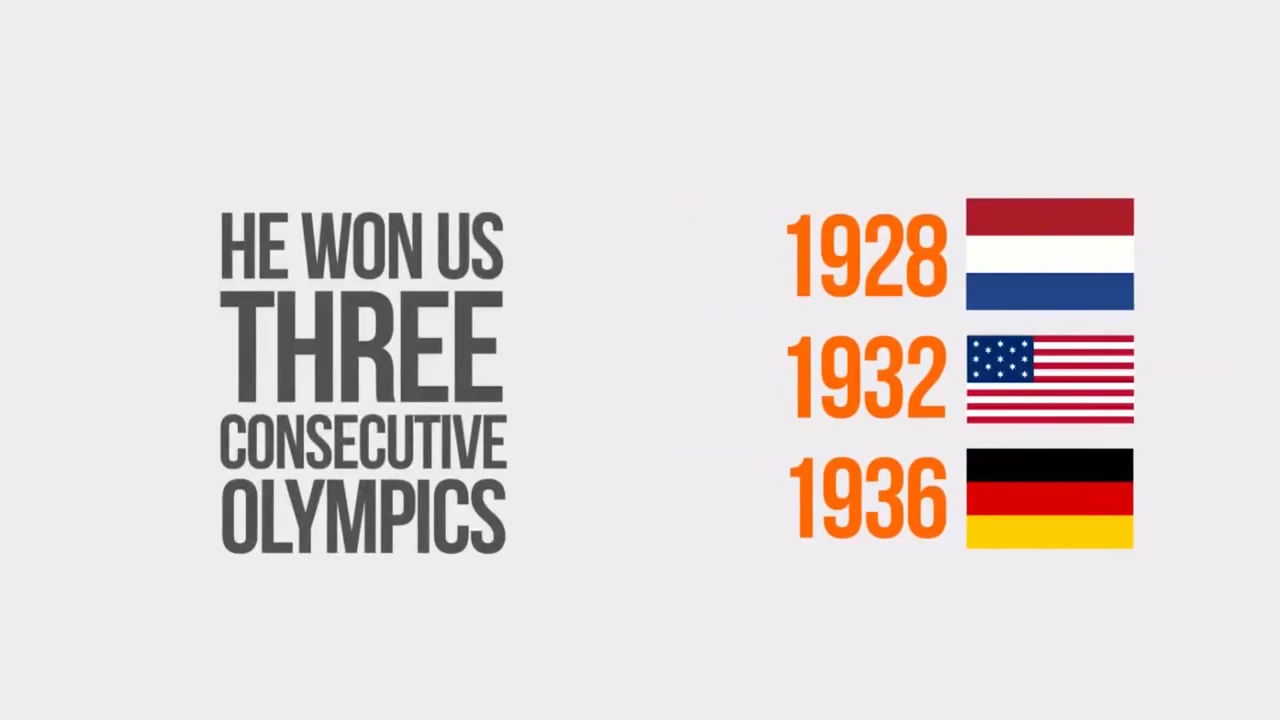 HE WON US
THREE
CONSECUTIVE
OLYMPICS
1928
1932
1936